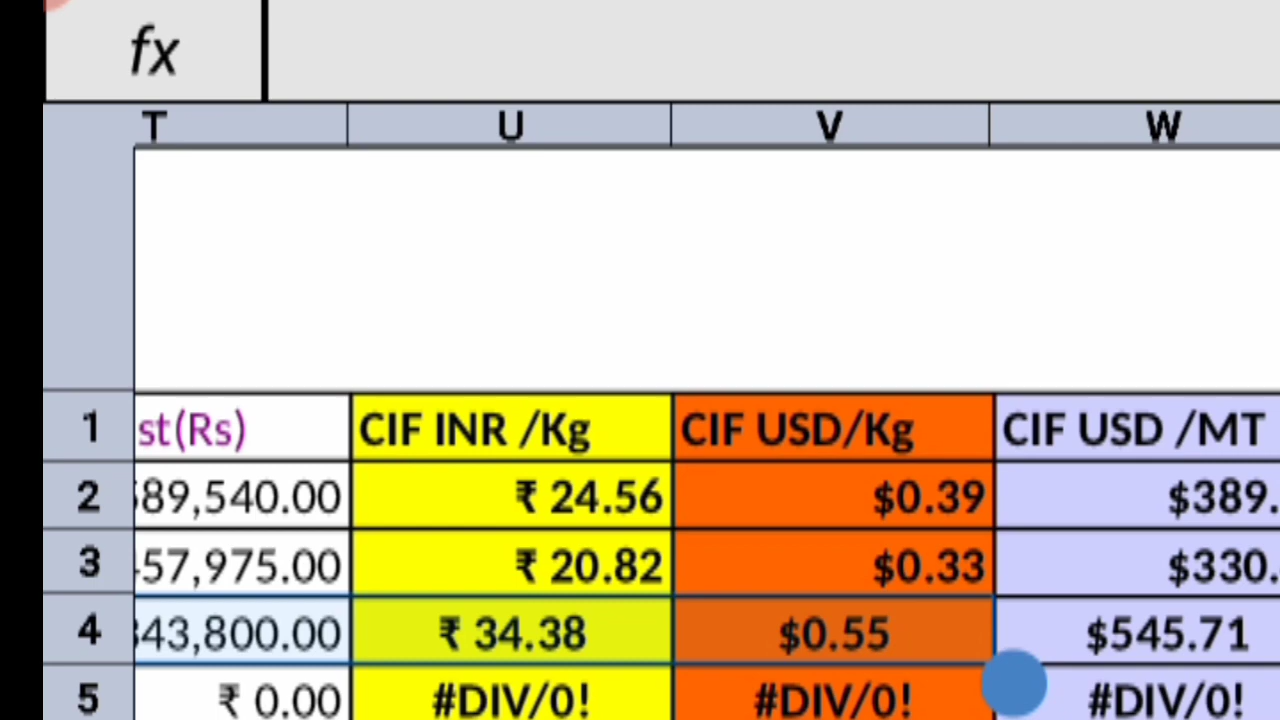 fx
T U V W
1 st(Rs) CIF INR /Kg CIF USD/Kg CIF USD /MT
2 89,540.00 ₹ 24.56 $0.39 $389.
3 57,975.00 ₹ 20.82 $0.33 $330.
4 43,800.00 ₹ 34.38 $0.55 $545.71
5 ₹ 0.00 #DIV/0! #DIV/0! #DIV/0!